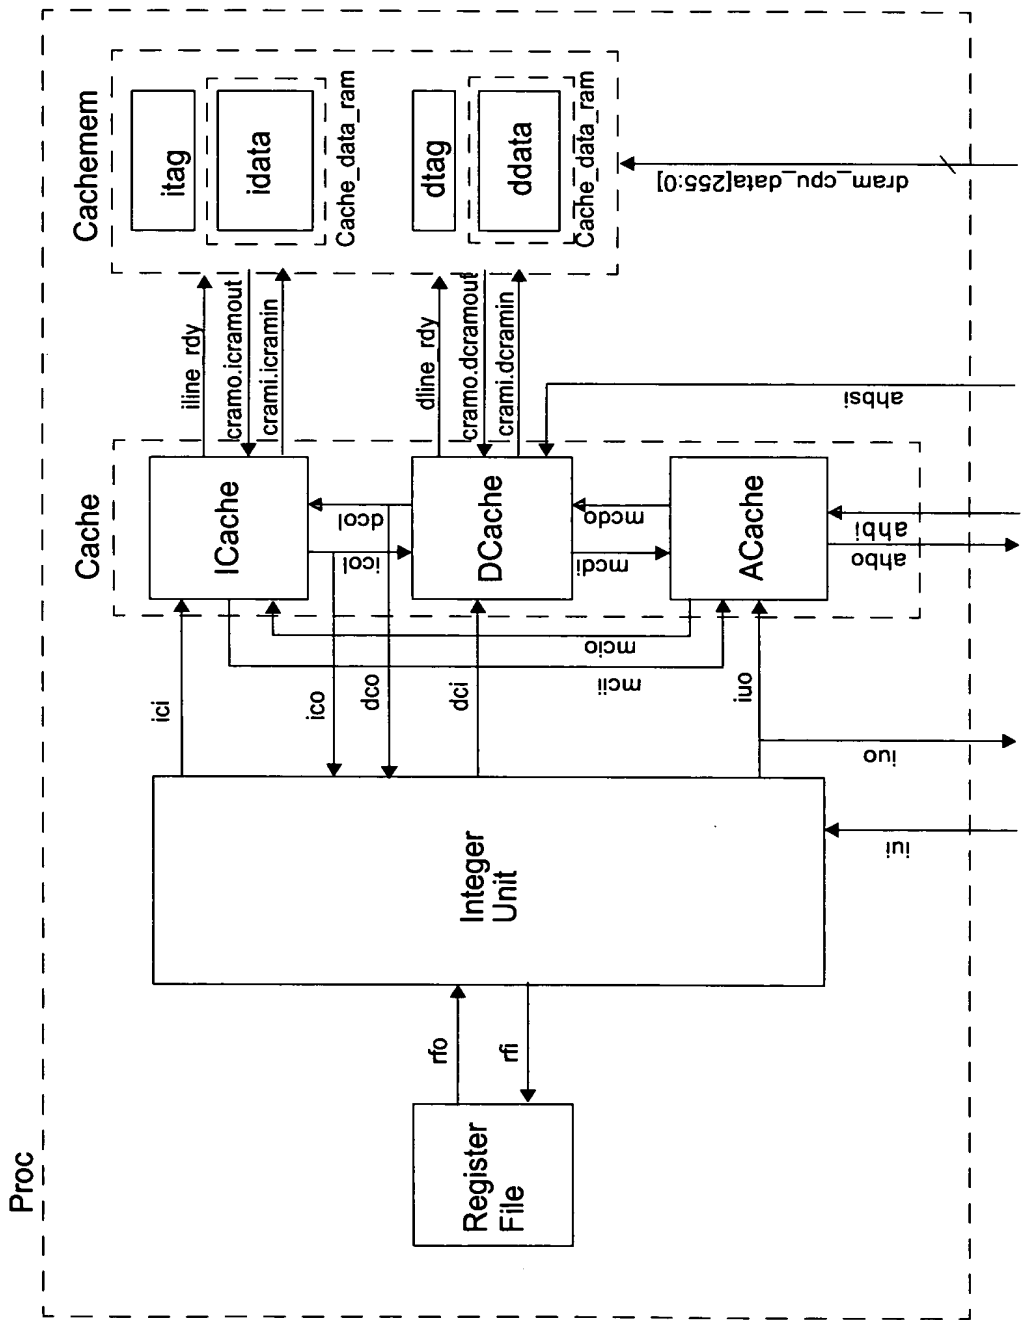 Proc
Register
File
rfo
rfi
Integer
Unit
iui
iuo
ici
ico
dco
dci
iuo
mcii
mcio
Cache
ICache
icol
dcol
DCache
mcdi
mcdo
ACache
ahbo
ahbi
ahbsi
iline_rdy
cramo.icramout
crami.icramin
dline_rdy
cramo.dcramout
crami.dcramin
Cachemem
itag
idata
Cache_data_ram
dtag
ddata
Cache_data_ram
dram_cpu_data[255:0]